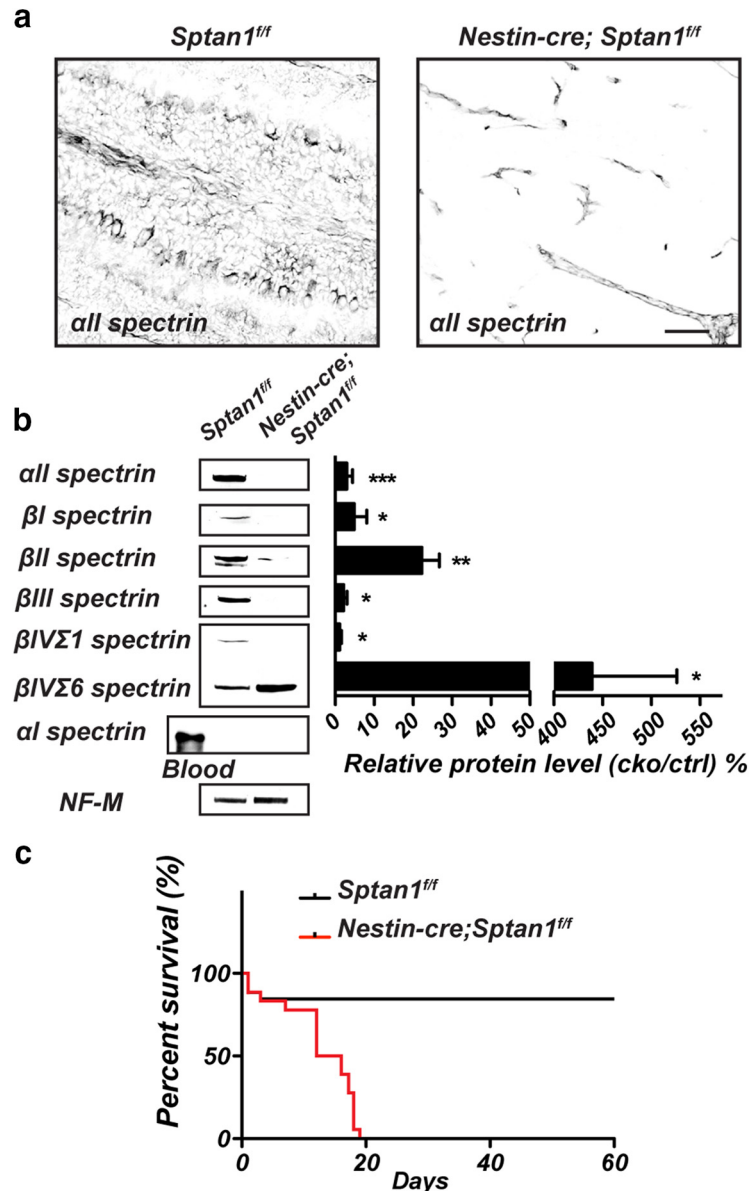 a
Sptan1f/f
Nestin-cre; Sptan1f/f
αII spectrin
αII spectrin
b
Sptan1f/f
Nestin-cre;
Sptan1f/f
αII spectrin
***
βI spectrin
*
βII spectrin
**
βIII spectrin
*
βIVΣ1 spectrin
*
βIVΣ6 spectrin
*
αI spectrin
Blood
NF-M
0 10 20 30 40 50 400 450 500 550
Relative protein level (cko/ctrl) %
c
Percent survival (%)
Sptan1f/f
Nestin-cre;Sptan1f/f
100
50
0
0 20 40 60
Days